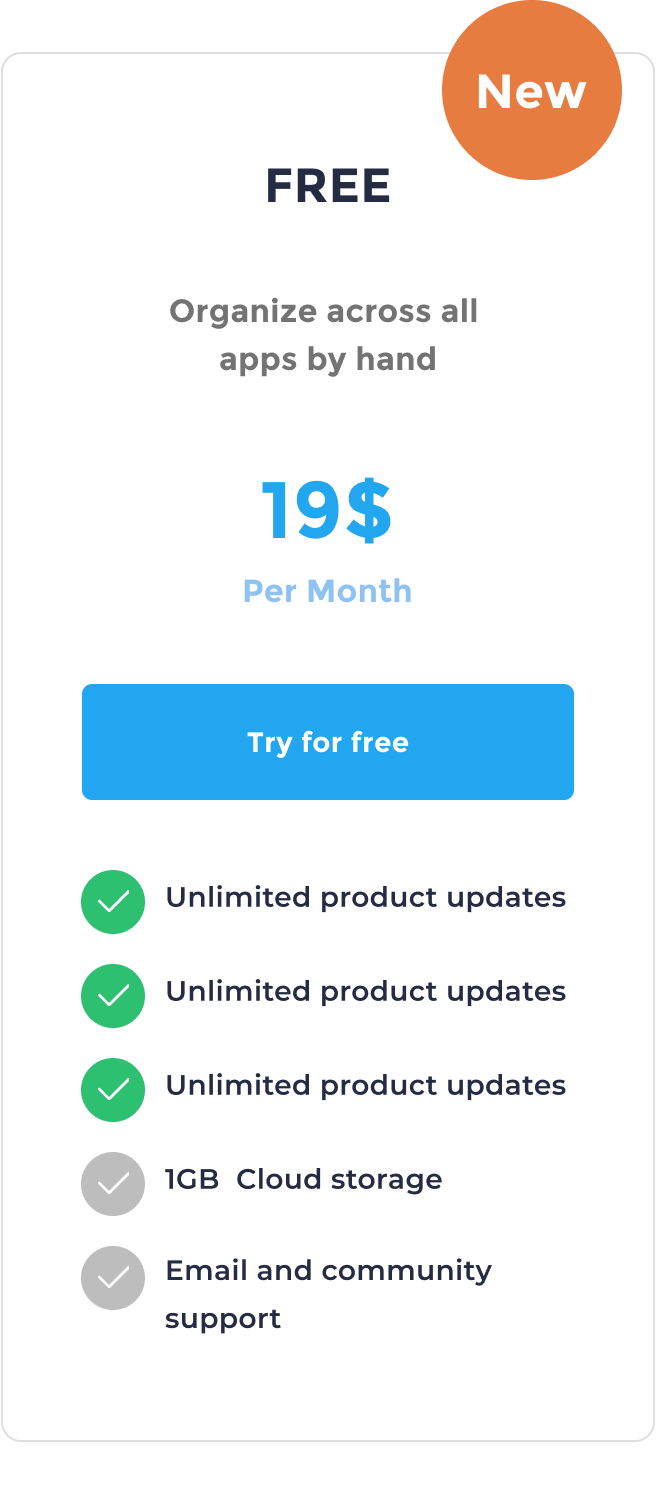 New
FREE
Organize across all
apps by hand
19$
Per Month
Try for free
Unlimited product updates
Unlimited product updates
Unlimited product updates
1GB  Cloud storage
Email and community
support